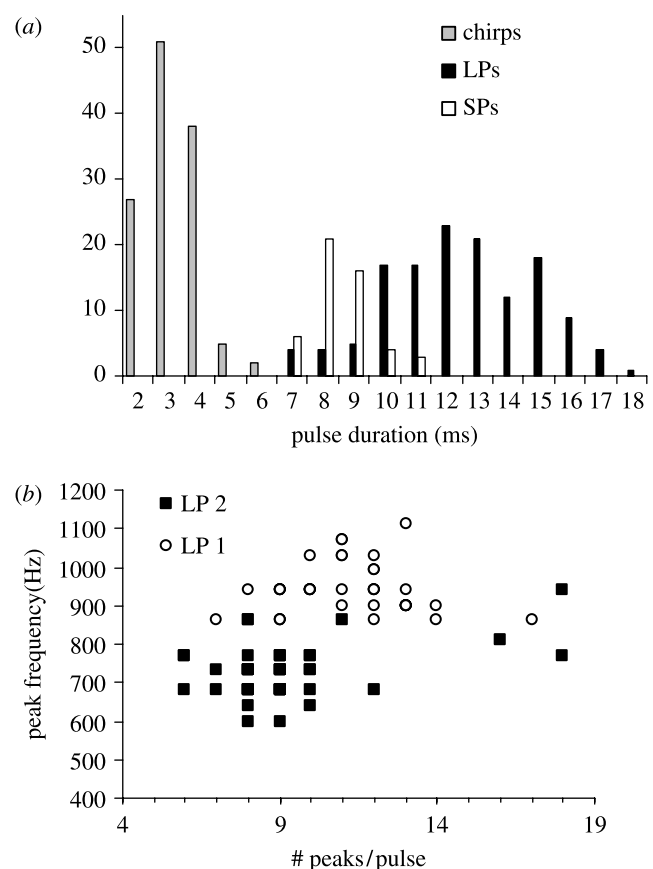 (a)
50
40
30
20
10
0
chirps
LPs
SPs
2 3 4 5 6 7 8 9 10 11 12 13 14 15 16 17 18
pulse duration (ms)
(b)
1200
1100
1000
900
800
700
600
500
400
LP 2
LP 1
peak frequency(Hz)
4 9 14 19
# peaks/pulse